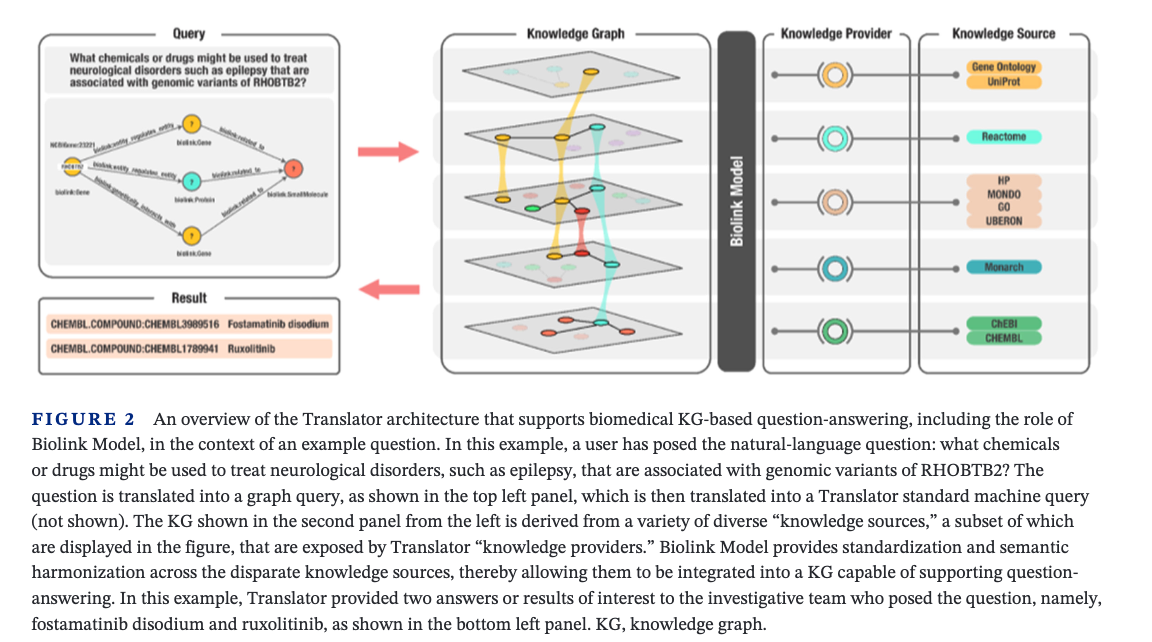 Query
What chemicals or drugs might be used to treat
neurological disorders such as epilepsy that are
associated with genomic variants of RHOBTB2?
NCBIGene:23221
RHOBTB2
biolink:Gene
biolink:entity_regulates_entity
biolink:entity_regulates_entity
biolink:genetically_interacts_with
?
biolink:Gene
?
biolink:Protein
?
biolink:Gene
biolink:related_to
biolink:related_to
biolink:related_to
?
biolink:SmallMolecule
Result
CHEMBL.COMPOUND:CHEMBL3989516 Fostamatinib disodium
CHEMBL.COMPOUND:CHEMBL1789941 Ruxolitinib
Knowledge Graph
Biolink Model
Knowledge Provider
Knowledge Source
Gene Ontology
UniProt
Reactome
HP
MONDO
GO
UBERON
Monarch
ChEBI
CHEMBL
FIGURE 2 An overview of the Translator architecture that supports biomedical KG-based question-answering, including the role of
Biolink Model, in the context of an example question. In this example, a user has posed the natural-language question: what chemicals
or drugs might be used to treat neurological disorders, such as epilepsy, that are associated with genomic variants of RHOBTB2? The
question is translated into a graph query, as shown in the top left panel, which is then translated into a Translator standard machine query
(not shown). The KG shown in the second panel from the left is derived from a variety of diverse “knowledge sources,” a subset of which
are displayed in the figure, that are exposed by Translator “knowledge providers.” Biolink Model provides standardization and semantic
harmonization across the disparate knowledge sources, thereby allowing them to be integrated into a KG capable of supporting question-
answering. In this example, Translator provided two answers or results of interest to the investigative team who posed the question, namely,
fostamatinib disodium and ruxolitinib, as shown in the bottom left panel. KG, knowledge graph.